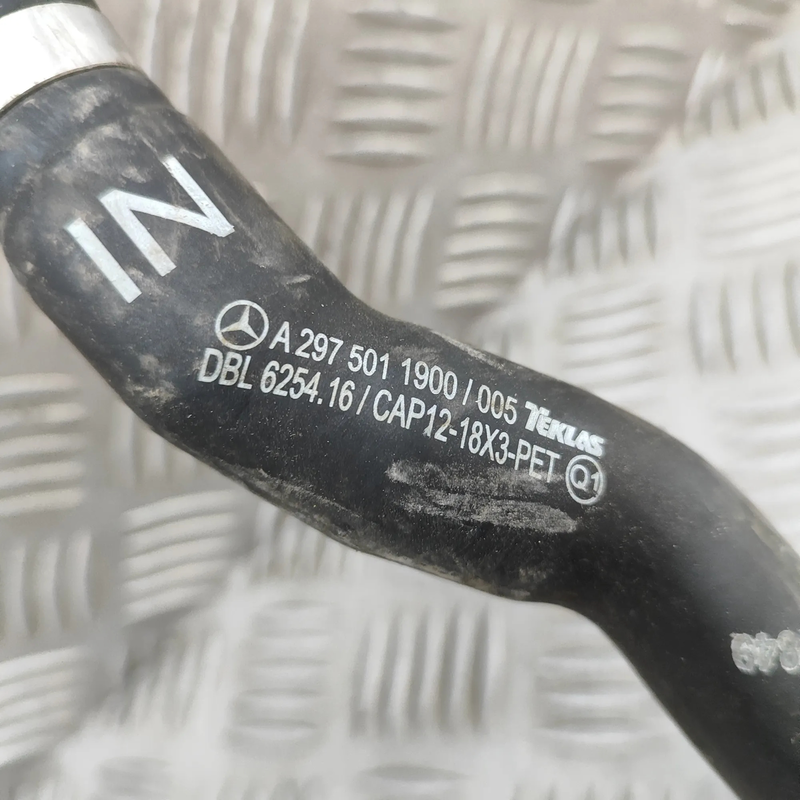 IN
A 297 501 1900 / 005 TEKLAS
DBL 6254.16 / CAP12-18X3-PET Q1